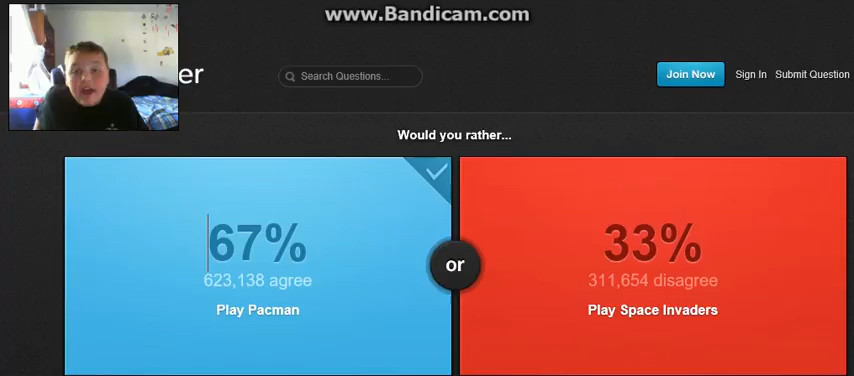 www.Bandicam.com
er
Search Questions...
Join Now
Sign In
Submit Question
Would you rather...
67%
623,138 agree
Play Pacman
or
33%
311,654 disagree
Play Space Invaders